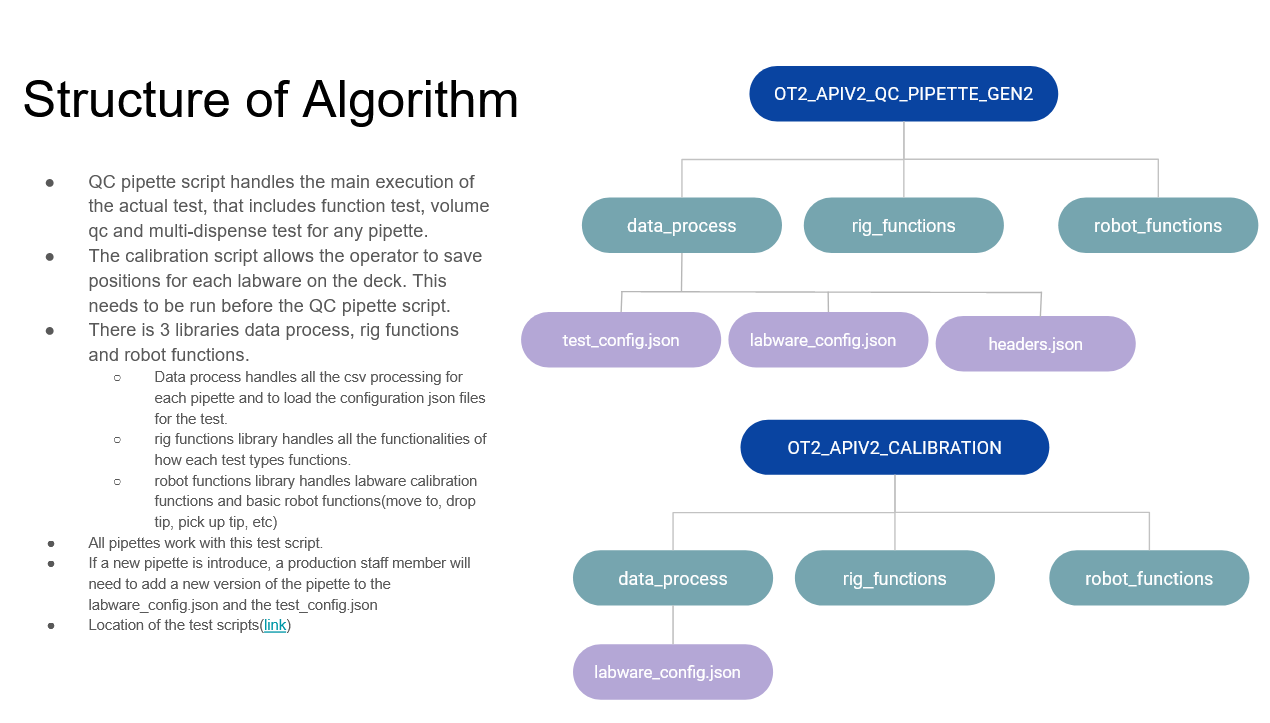 Structure of Algorithm
● QC pipette script handles the main execution of
the actual test, that includes function test, volume
qc and multi-dispense test for any pipette.
● The calibration script allows the operator to save
positions for each labware on the deck. This
needs to be run before the QC pipette script.
● There is 3 libraries data process, rig functions
and robot functions.
○ Data process handles all the csv processing for
each pipette and to load the configuration json files
for the test.
○ rig functions library handles all the functionalities of
how each test types functions.
○ robot functions library handles labware calibration
functions and basic robot functions(move to, drop
tip, pick up tip, etc)
● All pipettes work with this test script.
● If a new pipette is introduce, a production staff member will
need to add a new version of the pipette to the
labware_config.json and the test_config.json
● Location of the test scripts(link)
OT2_APIV2_QC_PIPETTE_GEN2
data_process
rig_functions
robot_functions
test_config.json
labware_config.json
headers.json
OT2_APIV2_CALIBRATION
data_process
rig_functions
robot_functions
labware_config.json